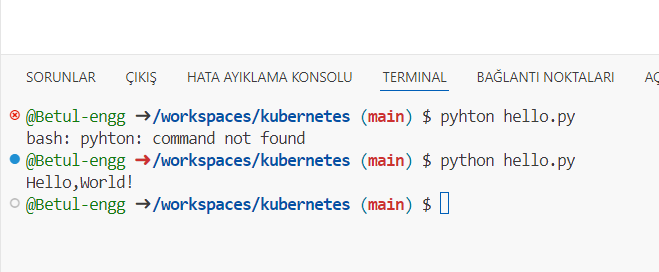 SORUNLAR ÇIKIŞ HATA AYIKLAMA KONSOLU TERMINAL BAĞLANTI NOKTALARI
@Betul-engg ➜/workspaces/kubernetes (main) $ pyhton hello.py
bash: pyhton: command not found
@Betul-engg ➜/workspaces/kubernetes (main) $ python hello.py
Hello,World!
@Betul-engg ➜/workspaces/kubernetes (main) $